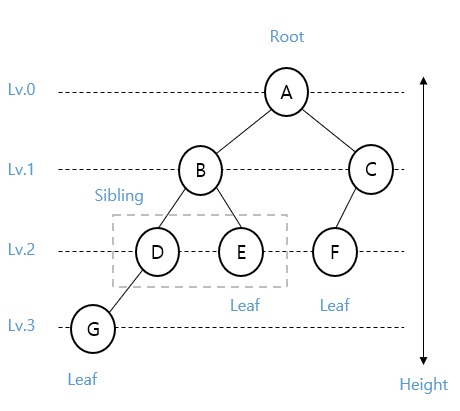 Root
Lv.0
A
Lv.1
B
C
Sibling
Lv.2
D
E
F
Leaf
Leaf
Lv.3
G
Leaf
Height